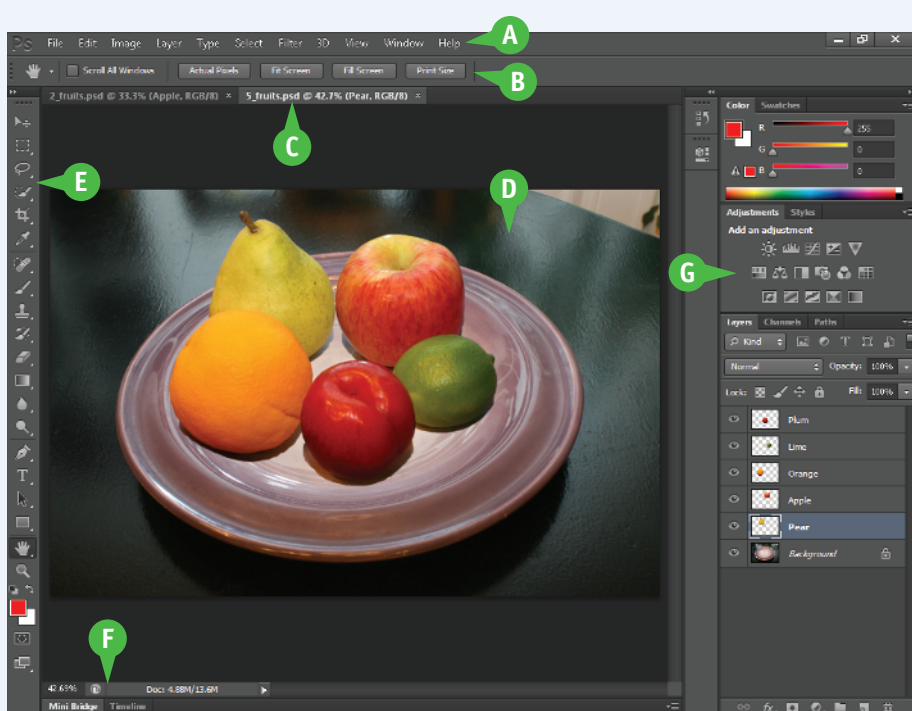 Ps File Edit Image Layer Type Select Filter 3D View Window Help
A
Scroll All Windows Actual Pixels Fit Screen Fill Screen Print Size
B
2_fruits.psd @ 33.3% (Apple, RGB/8) × 5_fruits.psd @ 42.7% (Pear, RGB/8) ×
C
E
D
Color Swatches
R 255
G 0
B 0
Adjustments Styles
Add an adjustment
G
Layers Channels Paths
Kind
Normal Opacity: 100%
Lock: Fill: 100%
Plum
Lime
Orange
Apple
Pear
Background
T
F
42.69% Doc: 4.88M/13.6M
Mini Bridge Timeline
fx